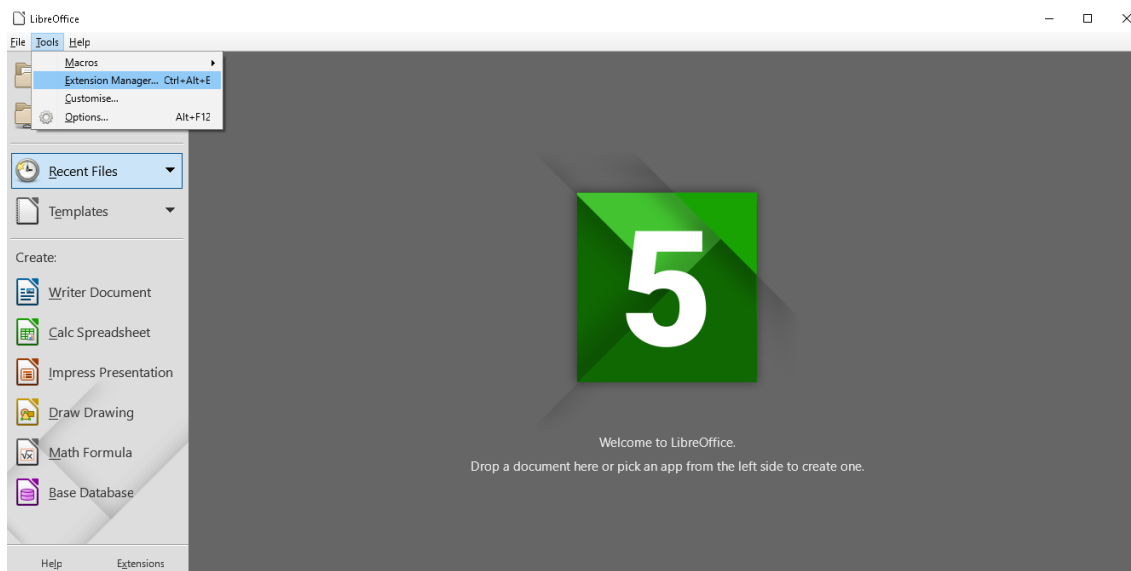 LibreOffice
File Tools Help
Macros
Extension Manager... Ctrl+Alt+E
Customise...
Options... Alt+F12
Recent Files
Templates
Create:
Writer Document
Calc Spreadsheet
Impress Presentation
Draw Drawing
Math Formula
Base Database
Help Extensions
5
Welcome to LibreOffice.
Drop a document here or pick an app from the left side to create one.